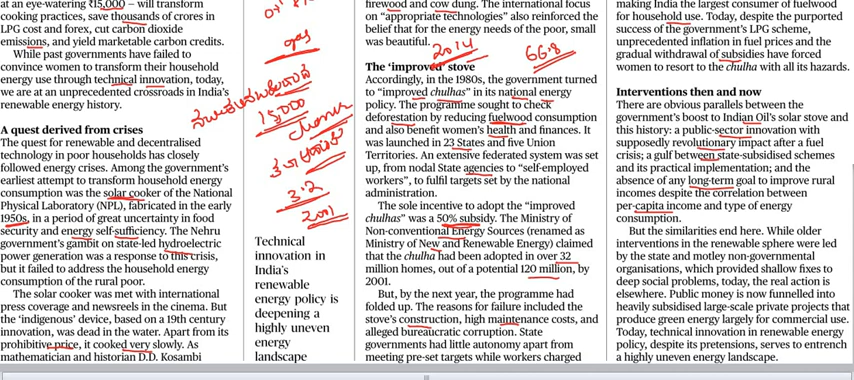 at an eye-watering ₹15,000 – will transform
cooking practices, save thousands of crores in
LPG cost and forex, cut carbon dioxide
emissions, and yield marketable carbon credits.
While past governments have failed to
convince women to transform their household
energy use through technical innovation, today,
we are at an unprecedented crossroads in India's
renewable energy history.
A quest derived from crises
The quest for renewable and decentralised
technology in poor households has closely
followed energy crises. Among the government's
earliest attempt to transform household energy
consumption was the solar cooker of the National
Physical Laboratory (NPL), fabricated in the early
1950s, in a period of great uncertainty in food
security and energy self-sufficiency. The Nehru
government's gambit on state-led hydroelectric
power generation was a response to this crisis,
but it failed to address the household energy
consumption of the rural poor.
The solar cooker was met with international
press coverage and newsreels in the cinema. But
the 'indigenous' device, based on a 19th century
innovation, was dead in the water. Apart from its
prohibitive price, it cooked very slowly. As
mathematician and historian D.D. Kosambi
gas
15,000
3.2
2001
Technical
innovation in
India's
renewable
energy policy is
deepening a
highly uneven
energy
landscape
firewood and cow dung. The international focus
on "appropriate technologies" also reinforced the
belief that for the energy needs of the poor, small
was beautiful.
2014
66.8
The 'improved' stove
Accordingly, in the 1980s, the government turned
to "improved chulhas" in its national energy
policy. The programme sought to check
deforestation by reducing fuelwood consumption
and also benefit women's health and finances. It
was launched in 23 States and five Union
Territories. An extensive federated system was set
up, from nodal State agencies to "self-employed
workers", to fulfil targets set by the national
administration.
The sole incentive to adopt the "improved
chulhas" was a 50% subsidy. The Ministry of
Non-conventional Energy Sources (renamed as
Ministry of New and Renewable Energy) claimed
that the chulha had been adopted in over 32
million homes, out of a potential 120 million, by
2001.
But, by the next year, the programme had
folded up. The reasons for failure included the
stove's construction, high maintenance costs, and
alleged bureaucratic corruption. State
governments had little autonomy apart from
meeting pre-set targets while workers charged
making India the largest consumer of fuelwood
for household use. Today, despite the purported
success of the government's LPG scheme,
unprecedented inflation in fuel prices and the
gradual withdrawal of subsidies have forced
women to resort to the chulha with all its hazards.
Interventions then and now
There are obvious parallels between the
government's boost to Indian Oil's solar stove and
this history: a public-sector innovation with
supposedly revolutionary impact after a fuel
crisis; a gulf between state-subsidised schemes
and its practical implementation; and the
absence of any long-term goal to improve rural
incomes despite the correlation between
per-capita income and type of energy
consumption.
But the similarities end here. While older
interventions in the renewable sphere were led
by the state and motley non-governmental
organisations, which provided shallow fixes to
deep social problems, today, the real action is
elsewhere. Public money is now funnelled into
heavily subsidised large-scale private projects that
produce green energy largely for commercial use.
Today, technical innovation in renewable energy
policy, despite its pretensions, serves to entrench
a highly uneven energy landscape.